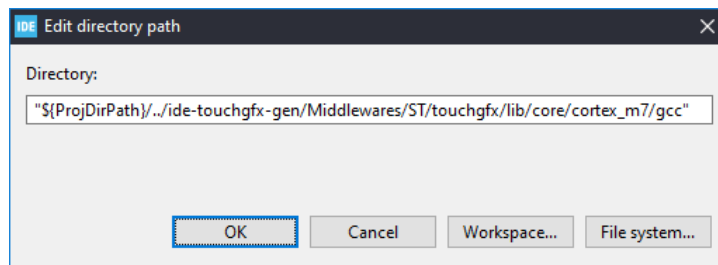 IDE Edit directory path
Directory:
"${ProjDirPath}/../ide-touchgfx-gen/Middlewares/ST/touchgfx/lib/core/cortex_m7/gcc"
OK Cancel Workspace... File system...